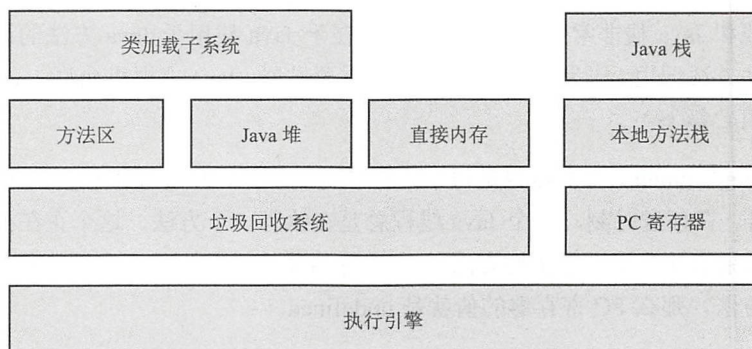 类加载子系统
Java 栈
方法区
Java 堆
直接内存
本地方法栈
垃圾回收系统
PC 寄存器
执行引擎